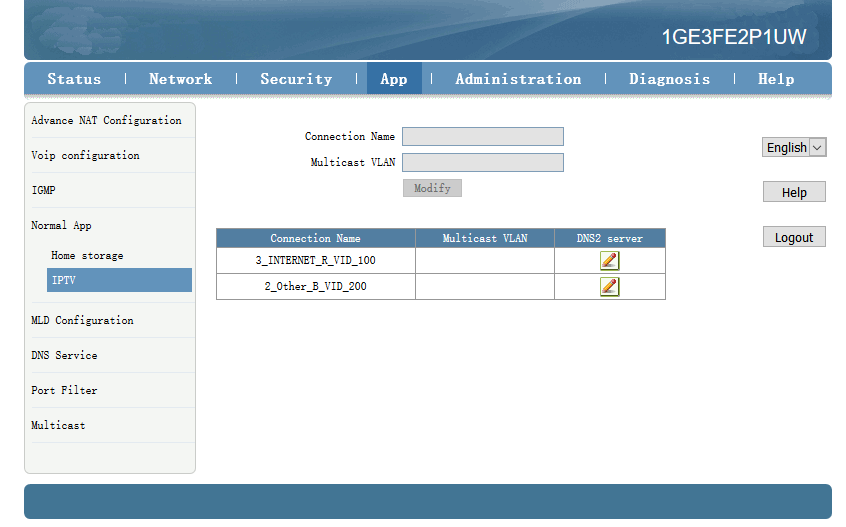 1GE3FE2P1UW
Status Network Security App Administration Diagnosis Help
Advance NAT Configuration
Voip configuration
IGMP
Normal App
Home storage
IPTV
MLD Configuration
DNS Service
Port Filter
Multicast
Connection Name
Multicast VLAN
Modify
Connection Name Multicast VLAN DNS2 server
3_INTERNET_R_VID_100
2_Other_B_VID_200
English
Help
Logout